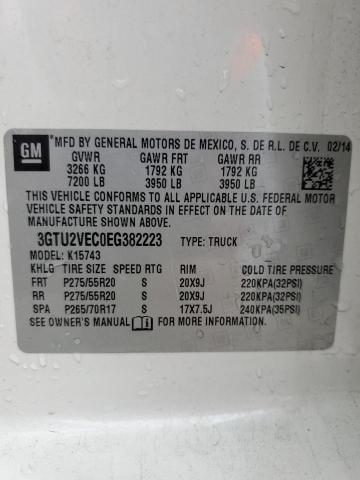 GM *MFD BY GENERAL MOTORS DE MEXICO, S. DE R.L. DE C.V. 02/14
GVWR GAWR FRT GAWR RR
3266 KG 1792 KG 1792 KG
7200 LB 3950 LB 3950 LB
THIS VEHICLE CONFORMS TO ALL APPLICABLE U.S. FEDERAL MOTOR
VEHICLE SAFETY STANDARDS IN EFFECT ON THE DATE OF
MANUFACTURE SHOWN ABOVE.
3GTU2VEC0EG382223 TYPE: TRUCK
MODEL: K15743
KHLG TIRE SIZE SPEED RTG RIM COLD TIRE PRESSURE
FRT P275/55R20 S 20X9J 220KPA(32PSI)
RR P275/55R20 S 20X9J 220KPA(32PSI)
SPA P265/70R17 S 17X7.5J 240KPA(35PSI)
SEE OWNER'S MANUAL FOR MORE INFORMATION.